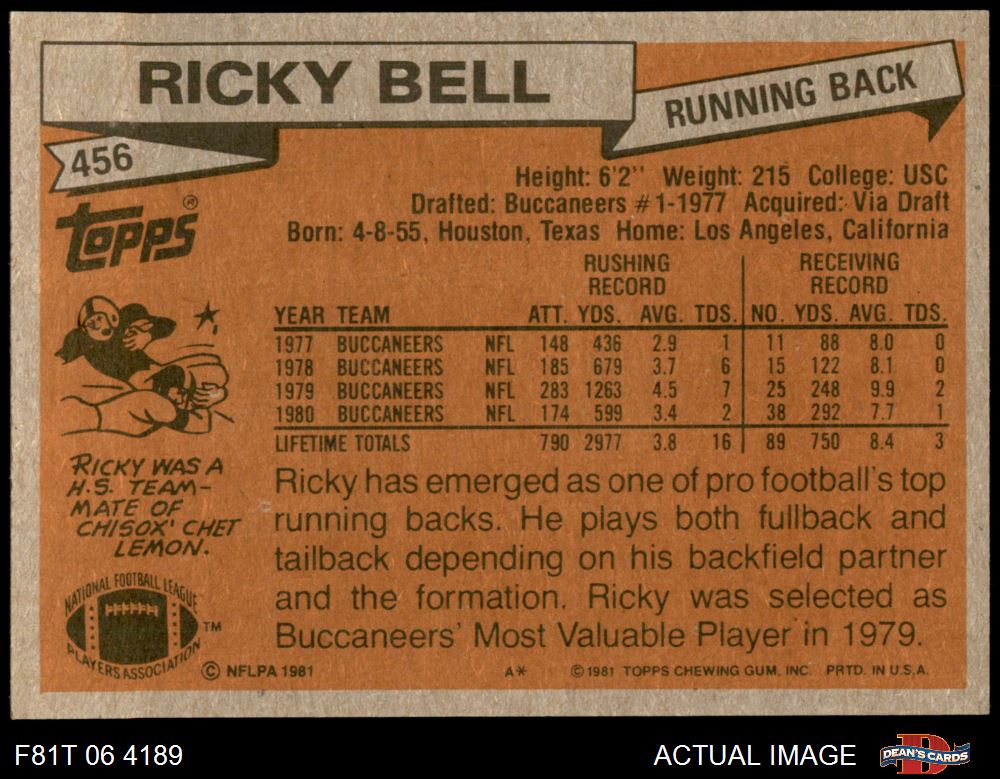 RICKY BELL
RUNNING BACK
456
Topps®
Height: 6'2'' Weight: 215 College: USC
Drafted: Buccaneers #1-1977 Acquired: Via Draft
Born: 4-8-55, Houston, Texas Home: Los Angeles, California
RUSHING RECORD RECEIVING RECORD
YEAR TEAM ATT. YDS. AVG. TDS. NO. YDS. AVG. TDS.
1977 BUCCANEERS NFL 148 436 2.9 1 11 88 8.0 0
1978 BUCCANEERS NFL 185 679 3.7 6 15 122 8.1 0
1979 BUCCANEERS NFL 283 1263 4.5 7 25 248 9.9 2
1980 BUCCANEERS NFL 174 599 3.4 2 38 292 7.7 1
LIFETIME TOTALS 790 2977 3.8 16 89 750 8.4 3
RICKY WAS A
H.S. TEAM-
MATE OF
CHISOX' CHET
LEMON.
Ricky has emerged as one of pro football's top
running backs. He plays both fullback and
tailback depending on his backfield partner
and the formation. Ricky was selected as
Buccaneers' Most Valuable Player in 1979.
NATIONAL FOOTBALL LEAGUE
PLAYERS ASSOCIATION
TM
© NFLPA 1981 A* © 1981 TOPPS CHEWING GUM, INC. PRTD. IN U.S.A.
F81T 06 4189 ACTUAL IMAGE DEAN'S CARDS